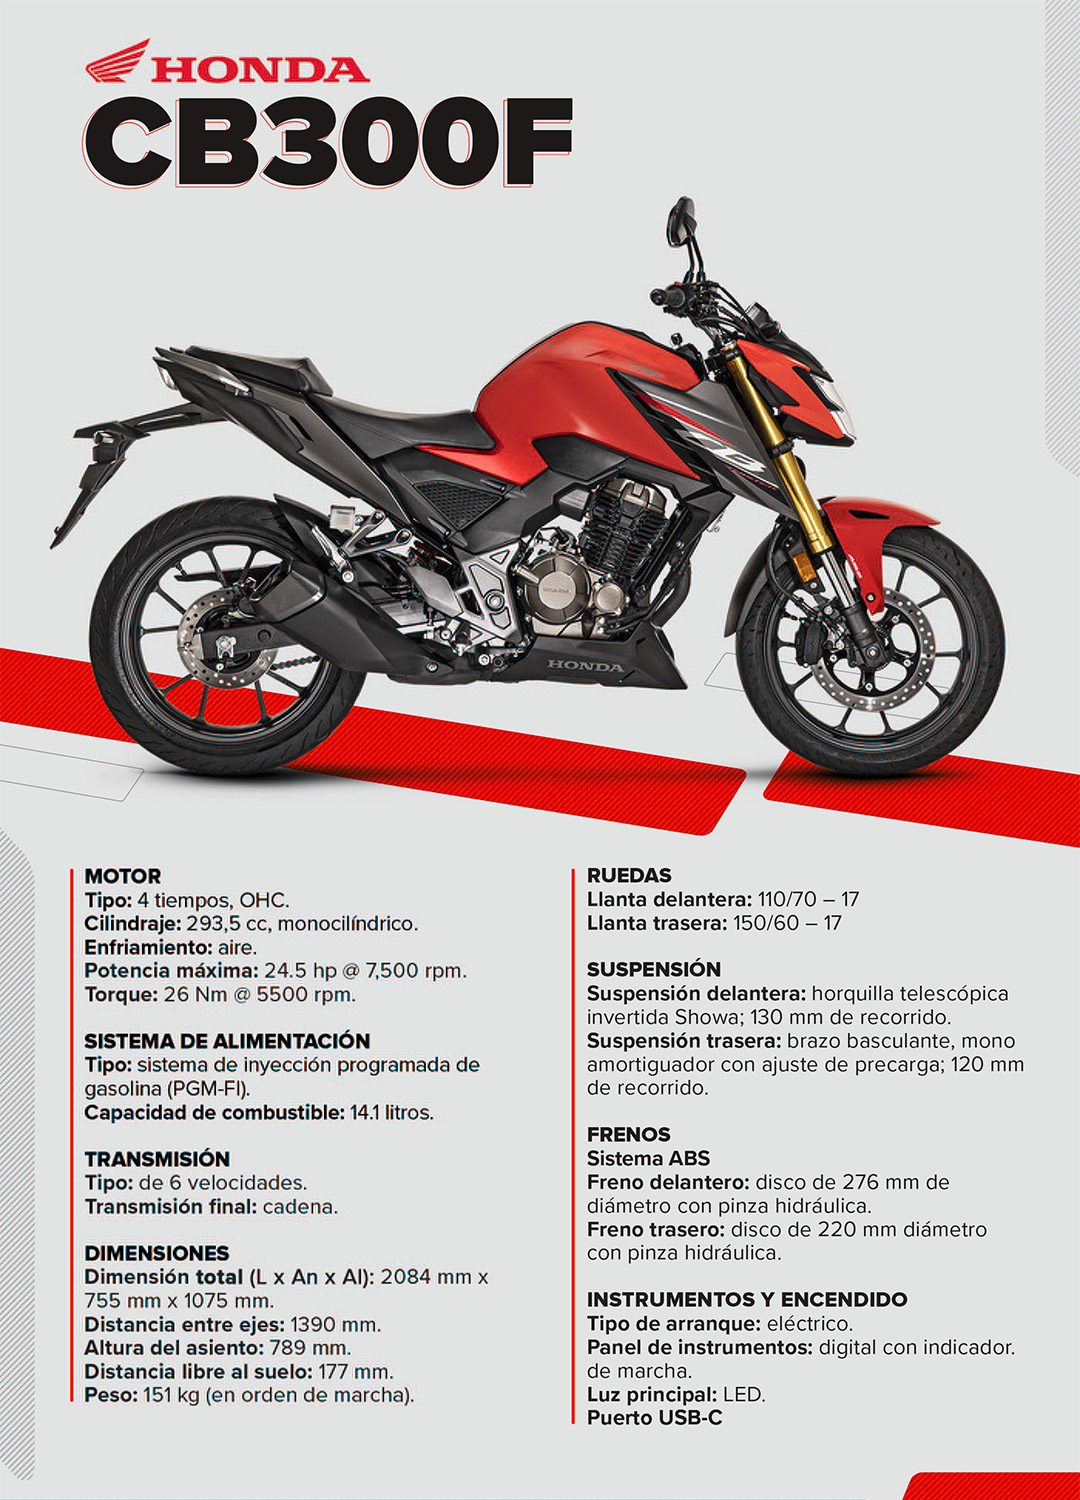 HONDA
CB300F
CB
HONDA
MOTOR
Tipo: 4 tiempos, OHC.
Cilindraje: 293,5 cc, monocilíndrico.
Enfriamiento: aire.
Potencia máxima: 24.5 hp @ 7,500 rpm.
Torque: 26 Nm @ 5500 rpm.
SISTEMA DE ALIMENTACIÓN
Tipo: sistema de inyección programada de
gasolina (PGM-FI).
Capacidad de combustible: 14.1 litros.
TRANSMISIÓN
Tipo: de 6 velocidades.
Transmisión final: cadena.
DIMENSIONES
Dimensión total (L x An x Al): 2084 mm x
755 mm x 1075 mm.
Distancia entre ejes: 1390 mm.
Altura del asiento: 789 mm.
Distancia libre al suelo: 177 mm.
Peso: 151 kg (en orden de marcha).
RUEDAS
Llanta delantera: 110/70 – 17
Llanta trasera: 150/60 – 17
SUSPENSIÓN
Suspensión delantera: horquilla telescópica
invertida Showa; 130 mm de recorrido.
Suspensión trasera: brazo basculante, mono
amortiguador con ajuste de precarga; 120 mm
de recorrido.
FRENOS
Sistema ABS
Freno delantero: disco de 276 mm de
diámetro con pinza hidráulica.
Freno trasero: disco de 220 mm diámetro
con pinza hidráulica.
INSTRUMENTOS Y ENCENDIDO
Tipo de arranque: eléctrico.
Panel de instrumentos: digital con indicador.
de marcha.
Luz principal: LED.
Puerto USB-C